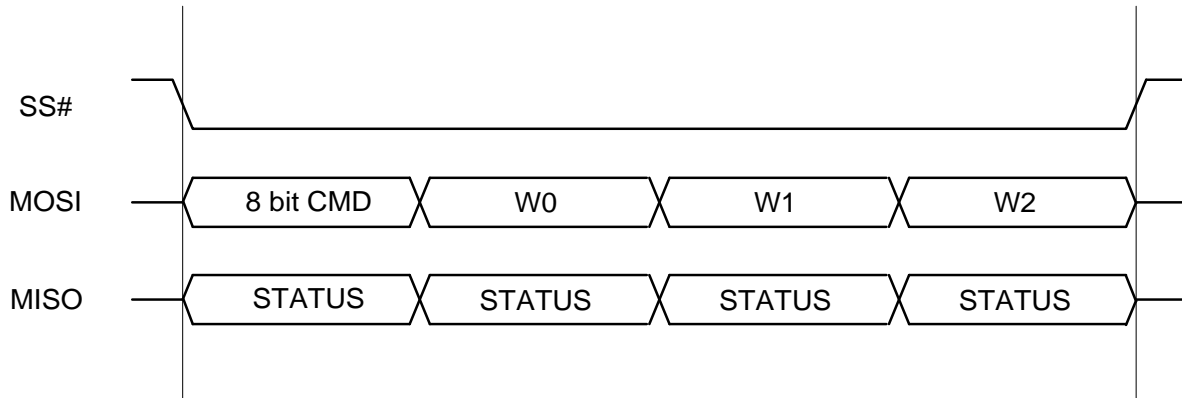 SS#
MOSI 8 bit CMD W0 W1 W2
MISO STATUS STATUS STATUS STATUS